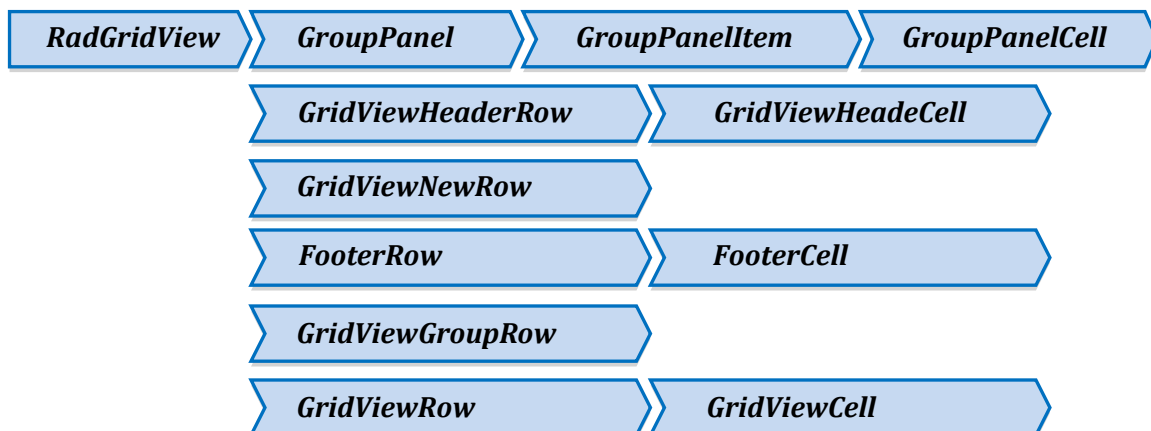 RadGridView GroupPanel GroupPanelItem GroupPanelCell
GridViewHeaderRow GridViewHeadeCell
GridViewNewRow
FooterRow FooterCell
GridViewGroupRow
GridViewRow GridViewCell